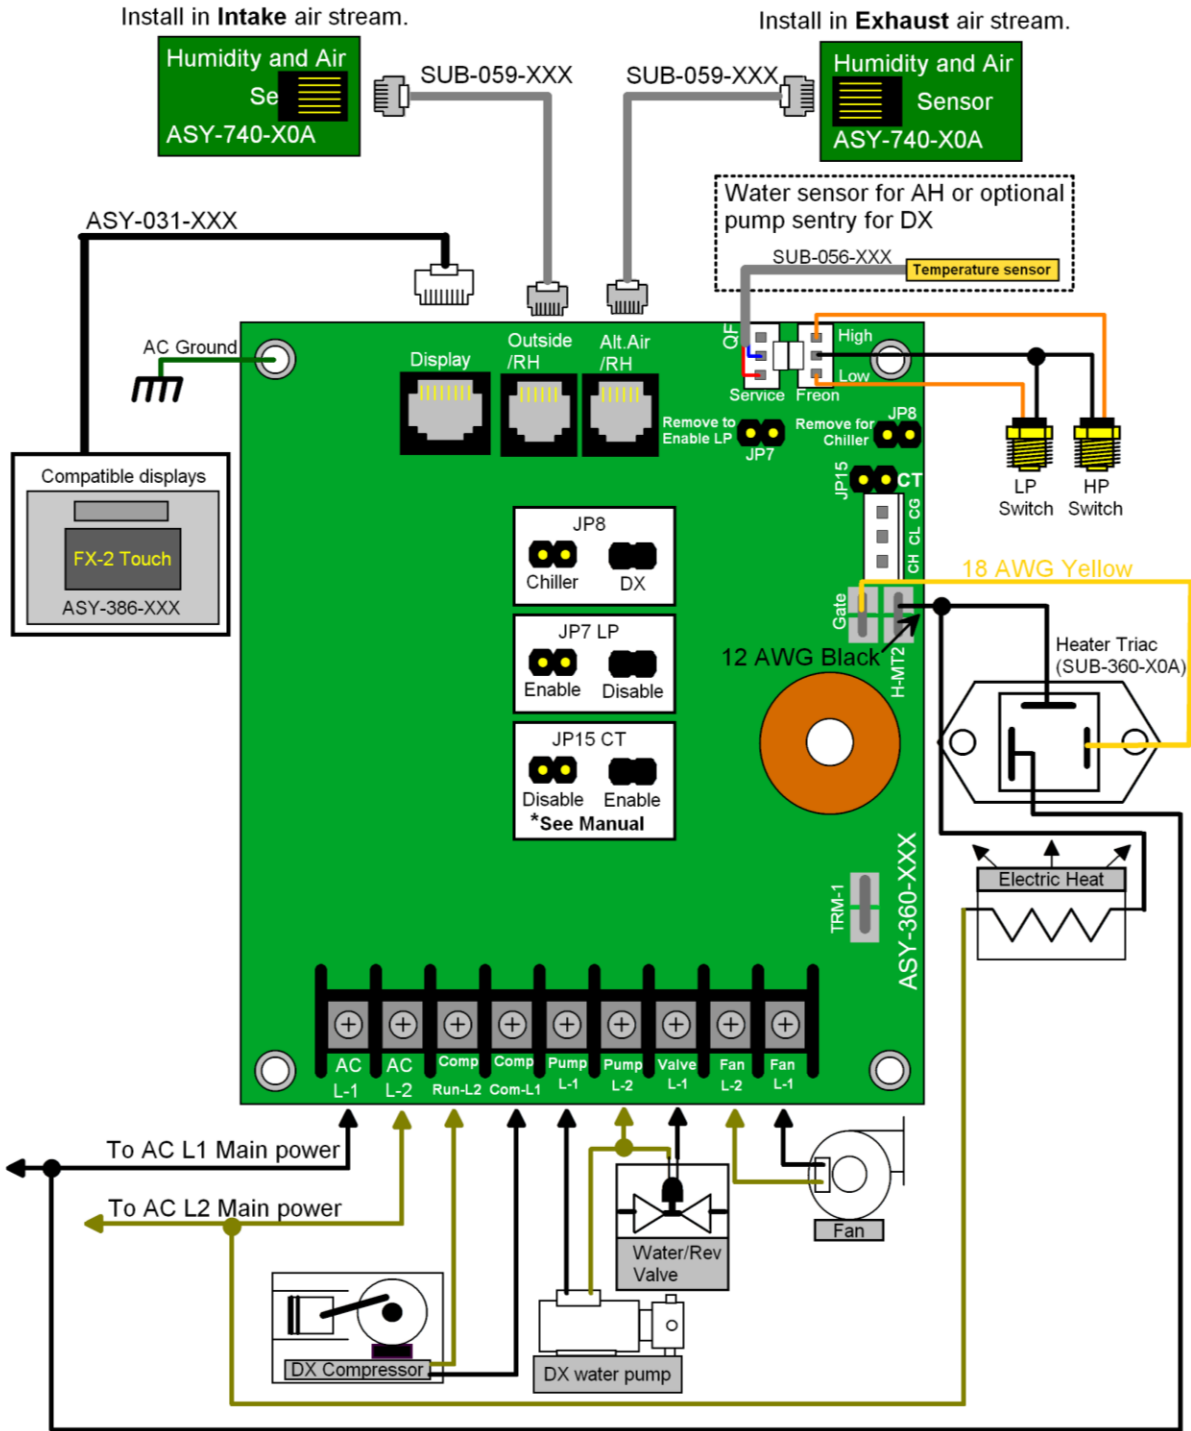 Install in Intake air stream.
Install in Exhaust air stream.
Humidity and Air
Se
ASY-740-X0A
SUB-059-XXX
SUB-059-XXX
Humidity and Air
Sensor
ASY-740-X0A
Water sensor for AH or optional
pump sentry for DX
SUB-056-XXX
Temperature sensor
ASY-031-XXX
AC Ground
Display
Outside
/RH
Alt.Air
/RH
QF
High
Low
Service
Freon
Remove to
Enable LP
JP7
Remove for
Chiller
JP8
JP15
CT
CH CL CG
LP
Switch
HP
Switch
Compatible displays
FX-2 Touch
ASY-386-XXX
JP8
Chiller
DX
JP7 LP
Enable
Disable
JP15 CT
Disable
Enable
*See Manual
18 AWG Yellow
Gate
H-MT2
12 AWG Black
Heater Triac
(SUB-360-X0A)
TRM-1
ASY-360-XXX
Electric Heat
AC
L-1
AC
L-2
Comp
Run-L2
Comp
Com-L1
Pump
L-1
Pump
L-2
Valve
L-1
Fan
L-2
Fan
L-1
To AC L1 Main power
To AC L2 Main power
Fan
Water/Rev
Valve
DX Compressor
DX water pump